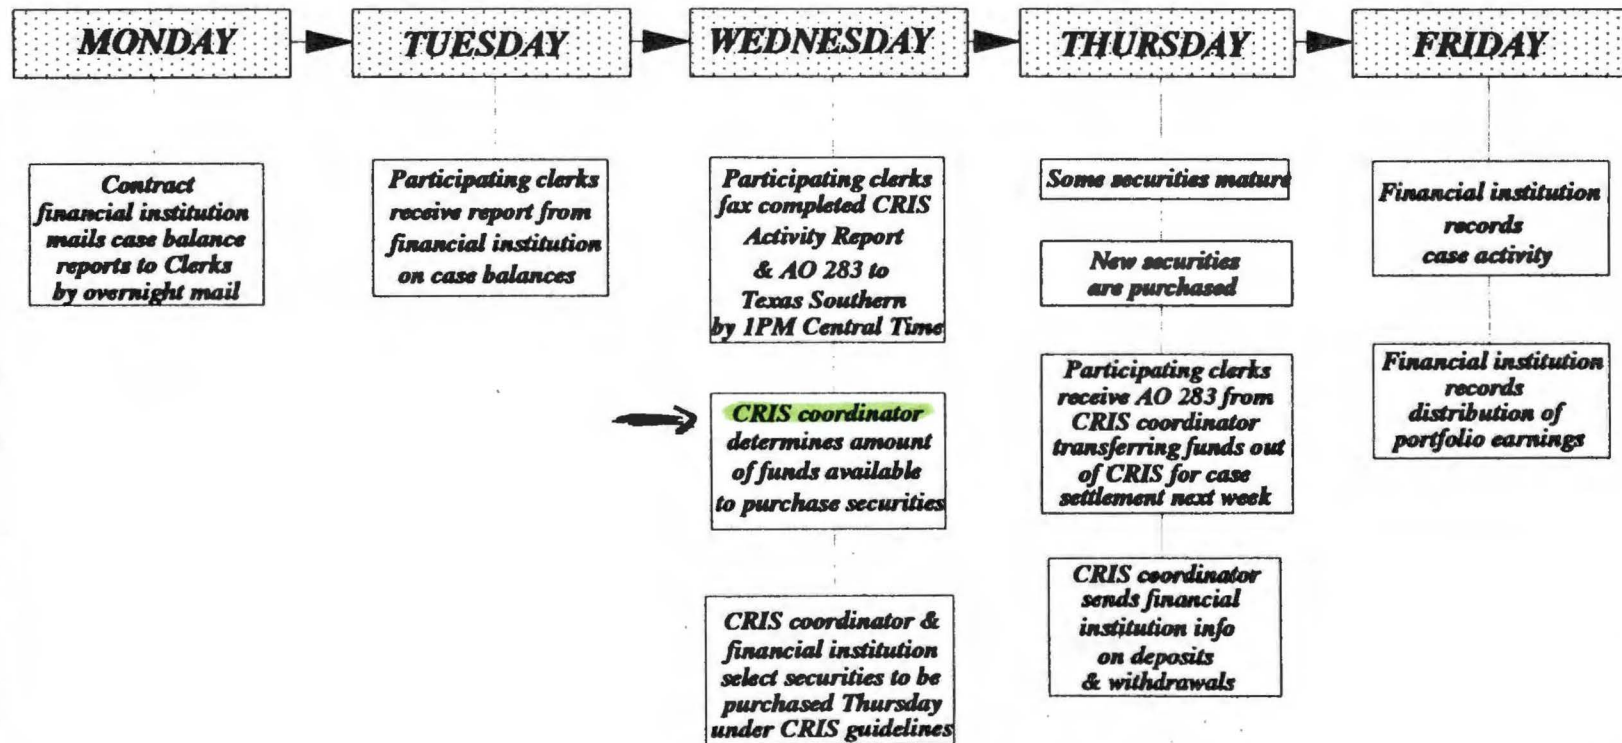 MONDAY
TUESDAY
WEDNESDAY
THURSDAY
FRIDAY
Contract
financial institution
mails case balance
reports to Clerks
by overnight mail
Participating clerks
receive report from
financial institution
on case balances
Participating clerks
fax completed CRIS
Activity Report
& AO 283 to
Texas Southern
by 1PM Central Time
CRIS coordinator
determines amount
of funds available
to purchase securities
CRIS coordinator &
financial institution
select securities to be
purchased Thursday
under CRIS guidelines
Some securities mature
New securities
are purchased
Participating clerks
receive AO 283 from
CRIS coordinator
transferring funds out
of CRIS for case
settlement next week
CRIS coordinator
sends financial
institution info
on deposits
& withdrawals
Financial institution
records
case activity
Financial institution
records
distribution of
portfolio earnings